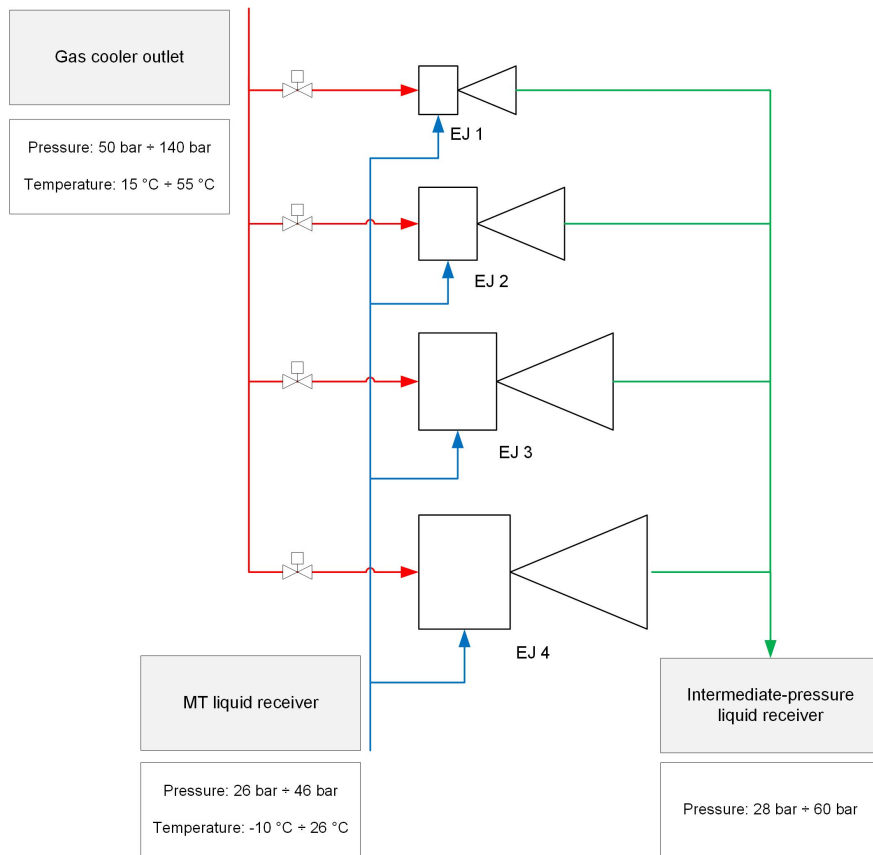 Gas cooler outlet
Pressure: 50 bar ÷ 140 bar
Temperature: 15 °C ÷ 55 °C
EJ 1
EJ 2
EJ 3
EJ 4
MT liquid receiver
Pressure: 26 bar ÷ 46 bar
Temperature: -10 °C ÷ 26 °C
Intermediate-pressure
liquid receiver
Pressure: 28 bar ÷ 60 bar